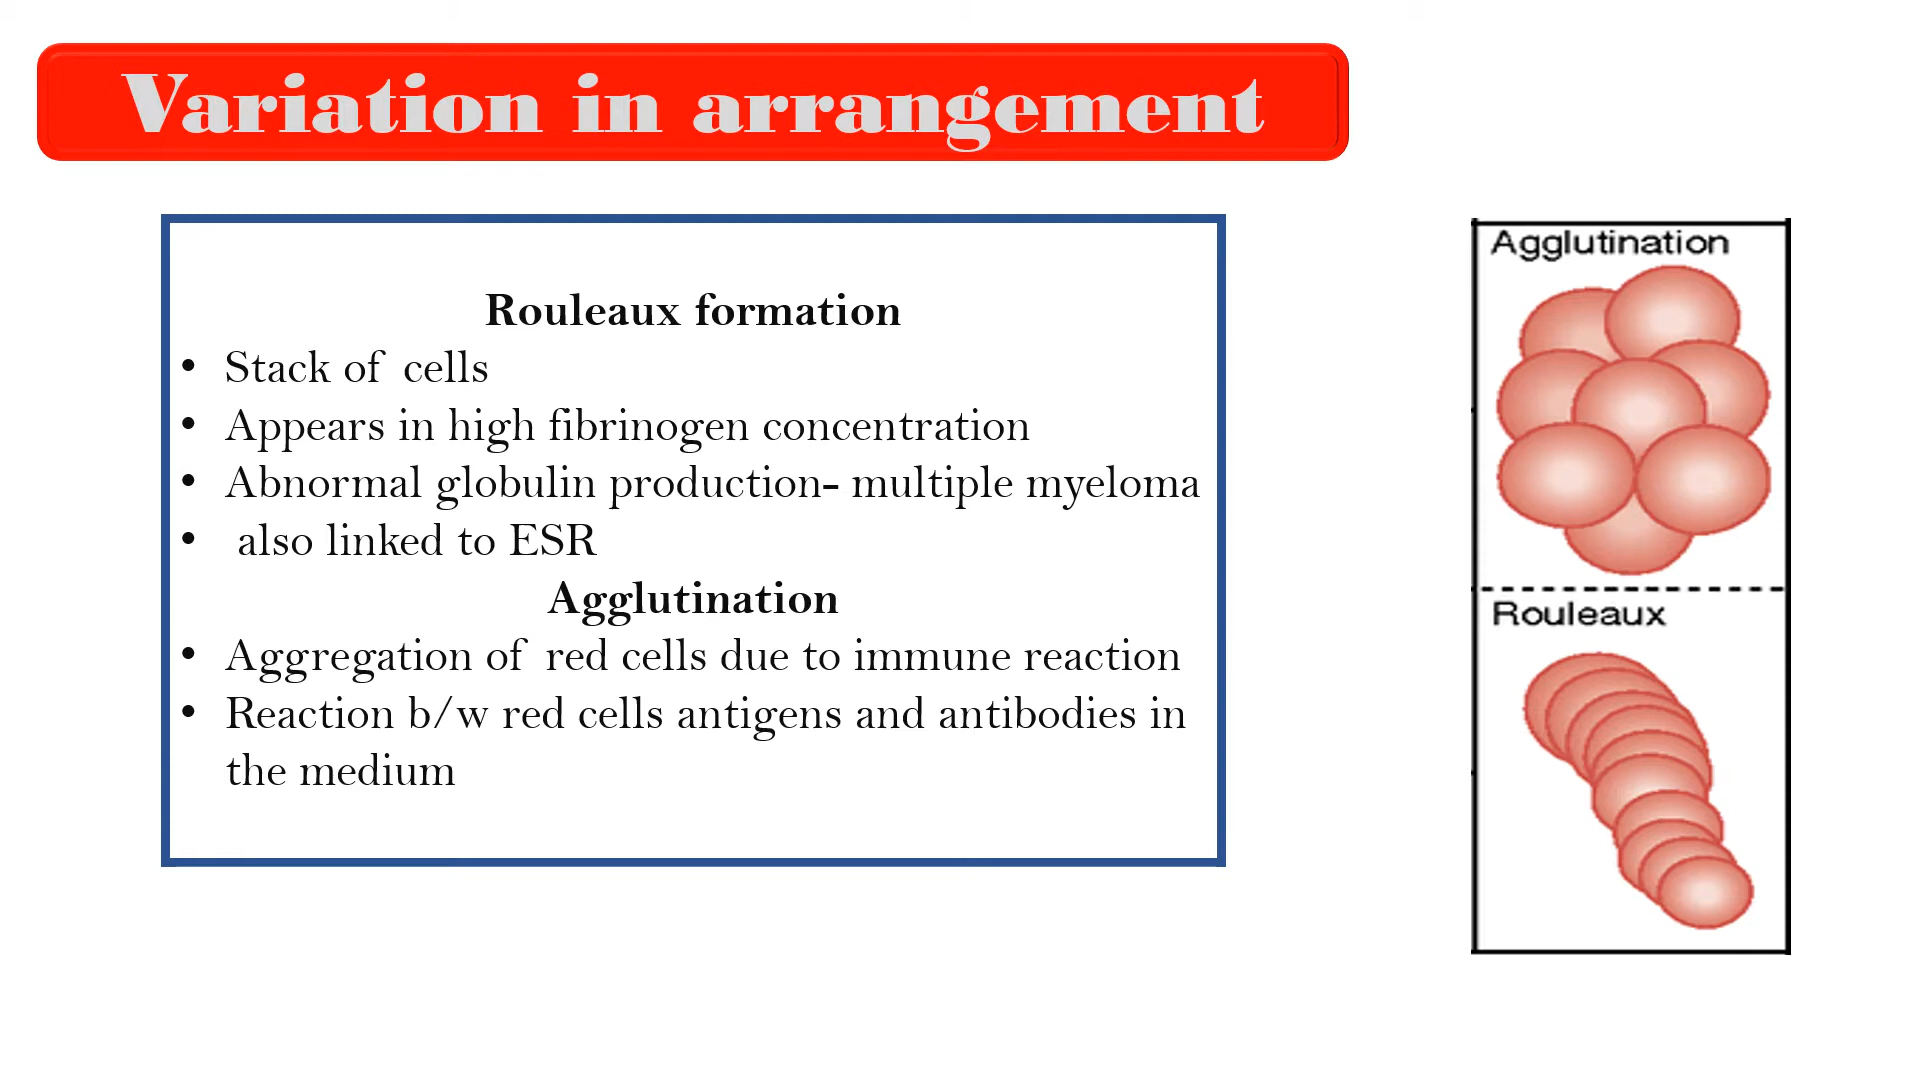 Variation in arrangement
Rouleaux formation
• Stack of cells
• Appears in high fibrinogen concentration
• Abnormal globulin production- multiple myeloma
• also linked to ESR
Agglutination
• Aggregation of red cells due to immune reaction
• Reaction b/w red cells antigens and antibodies in
the medium
Agglutination
Rouleaux